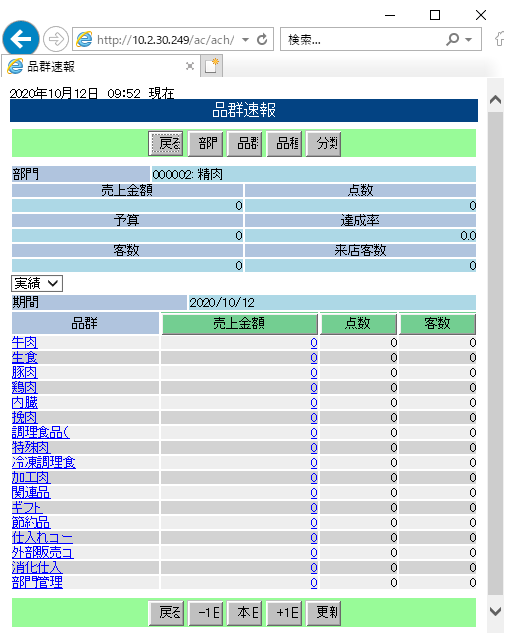 http://10.2.30.249/ac/ach/
検索...
品群速報
2020年10月12日 09:52 現在
品群速報
戻る 部門 品群 品種 分類
部門 000002: 精肉
売上金額 点数
0 0
予算 達成率
0 0.0
客数 来店客数
0 0
実績
期間 2020/10/12
品群 売上金額 点数 客数
牛肉 0 0 0
生食 0 0 0
豚肉 0 0 0
鶏肉 0 0 0
内臓 0 0 0
挽肉 0 0 0
調理食品( 0 0 0
特殊肉 0 0 0
冷凍調理食 0 0 0
加工肉 0 0 0
関連品 0 0 0
ギフト 0 0 0
節約品 0 0 0
仕入れコー 0 0 0
外部販売コ 0 0 0
消化仕入 0 0 0
部門管理 0 0 0
戻る -1日 本日 +1日 更新